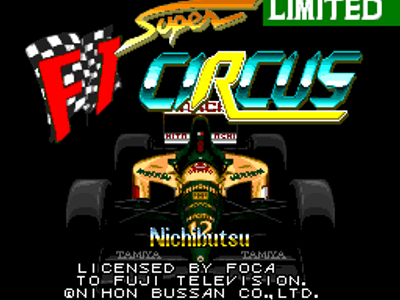 LIMITED
Super
F1 CIRCUS
Nichibutsu
TAMIYA TAMIYA
LICENSED BY FOCA
TO FUJI TELEVISION.
©NIHON BUSSAN CO.,LTD.